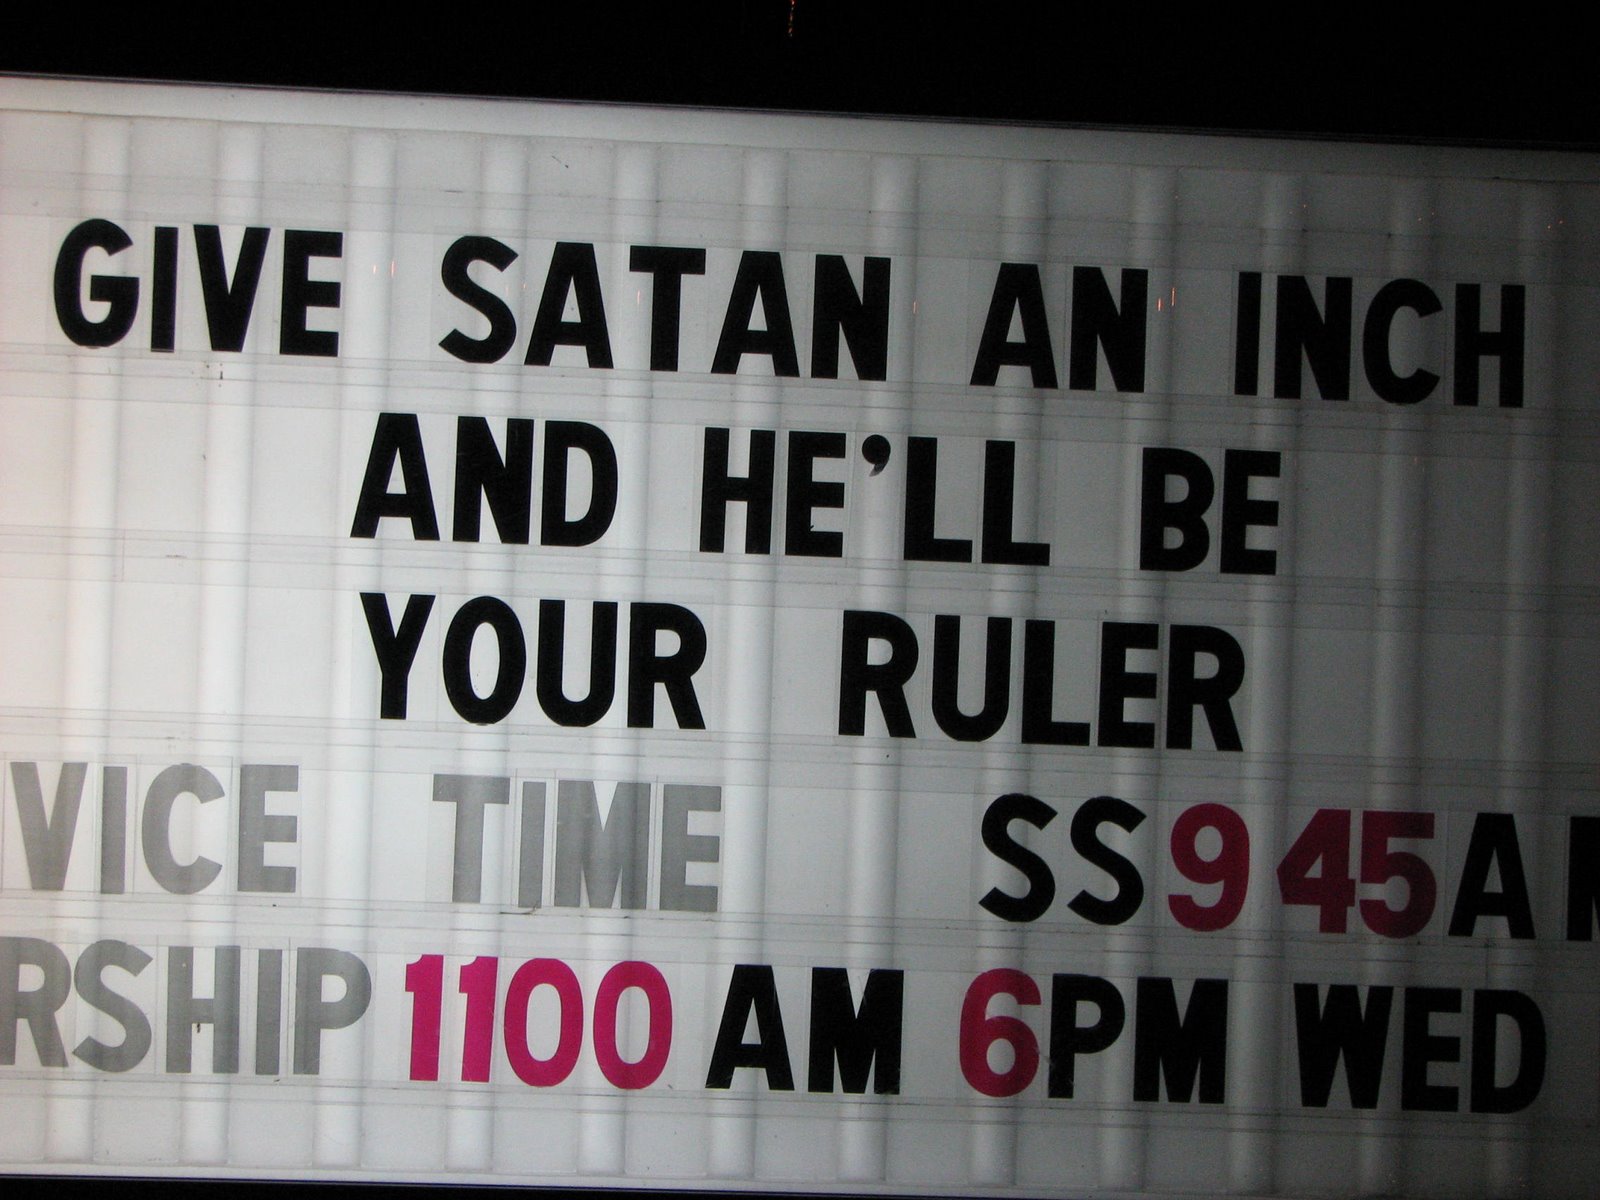 GIVE SATAN AN INCH
AND HE'LL BE
YOUR RULER
VICE TIME SS 9 45 A
RSHIP 1100 AM 6PM WED